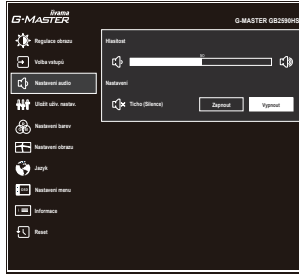 iiyama
G-MASTER
G-MASTER GB2590HS
Regulace obrazu
Volba vstupů
Nastavení audio
Uložit uživ. nastav.
Nastavení barev
Nastavení obrazu
Jazyk
Nastavení menu
Informace
Reset
Hlasitost
50
Nastavení
Ticho (Silence)
Zapnout
Vypnout